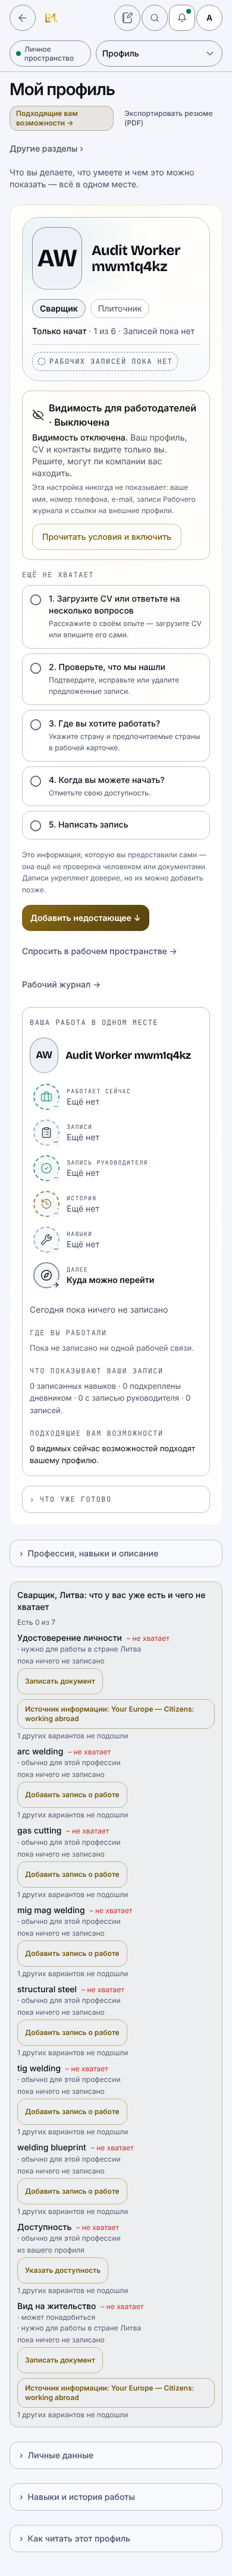 LM.
A
Личное
пространство
Профиль
Мой профиль
Подходящие вам
возможности →
Экспортировать резюме
(PDF)
Другие разделы ›
Что вы делаете, что умеете и чем это можно
показать — всё в одном месте.
AW
Audit Worker
mwm1q4kz
Сварщик
Плиточник
Только начат · 1 из 6 · Записей пока нет
РАБОЧИХ ЗАПИСЕЙ ПОКА НЕТ
Видимость для работодателей
· Выключена
Видимость отключена. Ваш профиль,
CV и контакты видите только вы.
Решите, могут ли компании вас
находить.
Эта настройка никогда не показывает: ваше
имя, номер телефона, e-mail, записи Рабочего
журнала и ссылки на внешние профили.
Прочитать условия и включить
ЕЩЁ НЕ ХВАТАЕТ
1. Загрузите CV или ответьте на
несколько вопросов
Расскажите о своём опыте — загрузите CV
или впишите его сами.
2. Проверьте, что мы нашли
Подтвердите, исправьте или удалите
предложенные записи.
3. Где вы хотите работать?
Укажите страну и предпочитаемые страны
в рабочей карточке.
4. Когда вы можете начать?
Отметьте свою доступность.
5. Написать запись
Это информация, которую вы предоставили сами —
она ещё не проверена человеком или документами.
Записи укрепляют доверие, но их можно добавить
позже.
Добавить недостающее ↓
Спросить в рабочем пространстве →
Рабочий журнал →
ВАША РАБОТА В ОДНОМ МЕСТЕ
AW
Audit Worker mwm1q4kz
РАБОТАЕТ СЕЙЧАС
Ещё нет
ЗАПИСИ
Ещё нет
ЗАПИСЬ РУКОВОДИТЕЛЯ
Ещё нет
ИСТОРИЯ
Ещё нет
НАВЫКИ
Ещё нет
ДАЛЕЕ
Куда можно перейти
Сегодня пока ничего не записано
ГДЕ ВЫ РАБОТАЛИ
Пока не записано ни одной рабочей связи.
ЧТО ПОКАЗЫВАЮТ ВАШИ ЗАПИСИ
0 записанных навыков · 0 подкреплены
дневником · 0 с записью руководителя · 0
записей.
ПОДХОДЯЩИЕ ВАМ ВОЗМОЖНОСТИ
0 видимых сейчас возможностей подходят
вашему профилю.
› ЧТО УЖЕ ГОТОВО
› Профессия, навыки и описание
Сварщик, Литва: что у вас уже есть и чего не
хватает
Есть 0 из 7
Удостоверение личности – не хватает
· нужно для работы в стране Литва
пока ничего не записано
Записать документ
Источник информации: Your Europe — Citizens:
working abroad
1 других вариантов не подошли
arc welding – не хватает
· обычно для этой профессии
пока ничего не записано
Добавить запись о работе
1 других вариантов не подошли
gas cutting – не хватает
· обычно для этой профессии
пока ничего не записано
Добавить запись о работе
1 других вариантов не подошли
mig mag welding – не хватает
· обычно для этой профессии
пока ничего не записано
Добавить запись о работе
1 других вариантов не подошли
structural steel – не хватает
· обычно для этой профессии
пока ничего не записано
Добавить запись о работе
1 других вариантов не подошли
tig welding – не хватает
· обычно для этой профессии
пока ничего не записано
Добавить запись о работе
1 других вариантов не подошли
welding blueprint – не хватает
· обычно для этой профессии
пока ничего не записано
Добавить запись о работе
1 других вариантов не подошли
Доступность – не хватает
· обычно для этой профессии
из вашего профиля
Указать доступность
1 других вариантов не подошли
Вид на жительство – не хватает
· может понадобиться
· нужно для работы в стране Литва
пока ничего не записано
Записать документ
Источник информации: Your Europe — Citizens:
working abroad
1 других вариантов не подошли
› Личные данные
› Навыки и история работы
› Как читать этот профиль